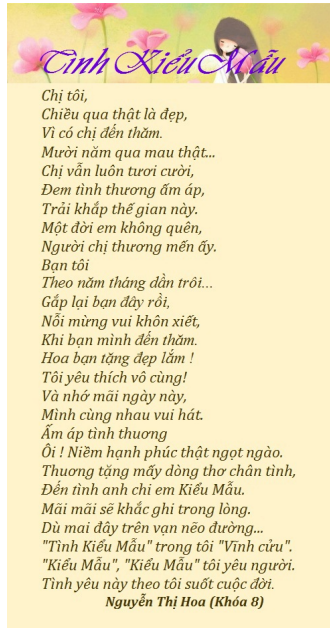 Tình Kiểu Mẫu
Chị tôi,
Chiều qua thật là đẹp,
Vì có chị đến thăm.
Mười năm qua mau thật...
Chị vẫn luôn tươi cười,
Đem tình thương ấm áp,
Trải khắp thế gian này.
Một đời em không quên,
Người chị thương mến ấy.
Bạn tôi
Theo năm tháng dần trôi...
Gắp lại bạn đây rồi,
Nỗi mừng vui khôn xiết,
Khi bạn mình đến thăm.
Hoa bạn tặng đẹp lắm !
Tôi yêu thích vô cùng!
Và nhớ mãi ngày này,
Mình cùng nhau vui hát.
Ấm áp tình thuơng
Ôi ! Niềm hạnh phúc thật ngọt ngào.
Thuơng tặng mấy dòng thơ chân tình,
Đến tình anh chi em Kiểu Mẫu.
Mãi mãi sẽ khắc ghi trong lòng.
Dù mai đây trên vạn nẽo đường...
"Tình Kiểu Mẫu" trong tôi "Vĩnh cửu".
"Kiểu Mẫu", "Kiểu Mẫu" tôi yêu người.
Tình yêu này theo tôi suốt cuộc đời.
Nguyễn Thị Hoa (Khóa 8)